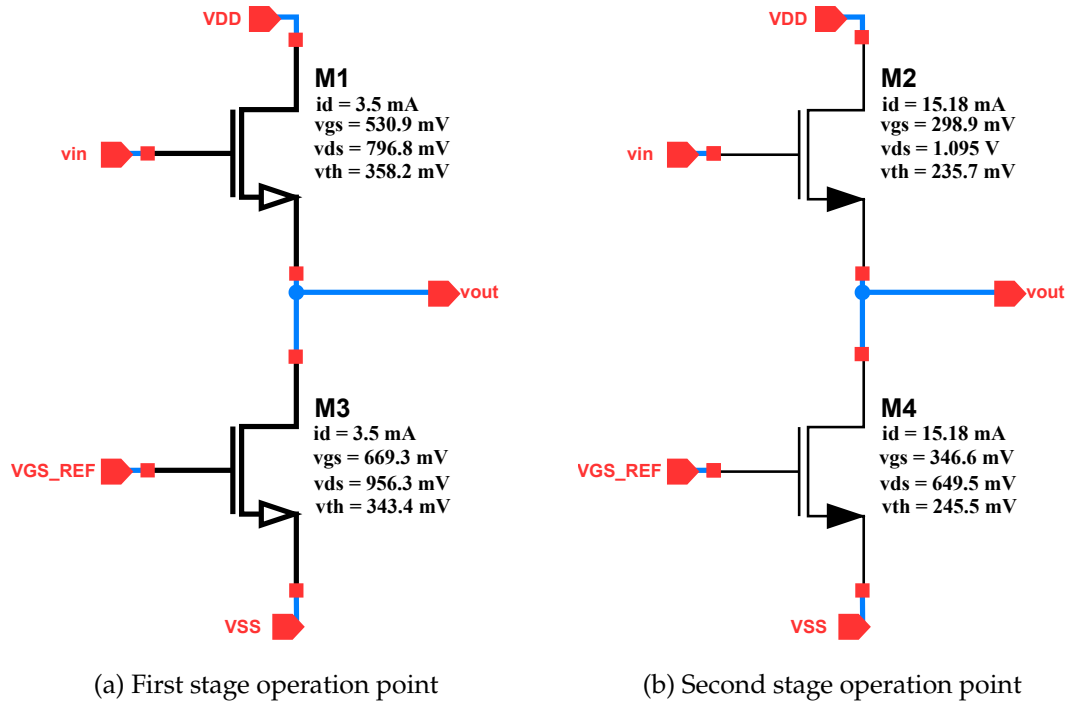 VDD
M1
id = 3.5 mA
vgs = 530.9 mV
vds = 796.8 mV
vth = 358.2 mV
vin
vout
M3
id = 3.5 mA
vgs = 669.3 mV
vds = 956.3 mV
vth = 343.4 mV
VGS_REF
VSS
(a) First stage operation point
VDD
M2
id = 15.18 mA
vgs = 298.9 mV
vds = 1.095 V
vth = 235.7 mV
vin
vout
M4
id = 15.18 mA
vgs = 346.6 mV
vds = 649.5 mV
vth = 245.5 mV
VGS_REF
VSS
(b) Second stage operation point